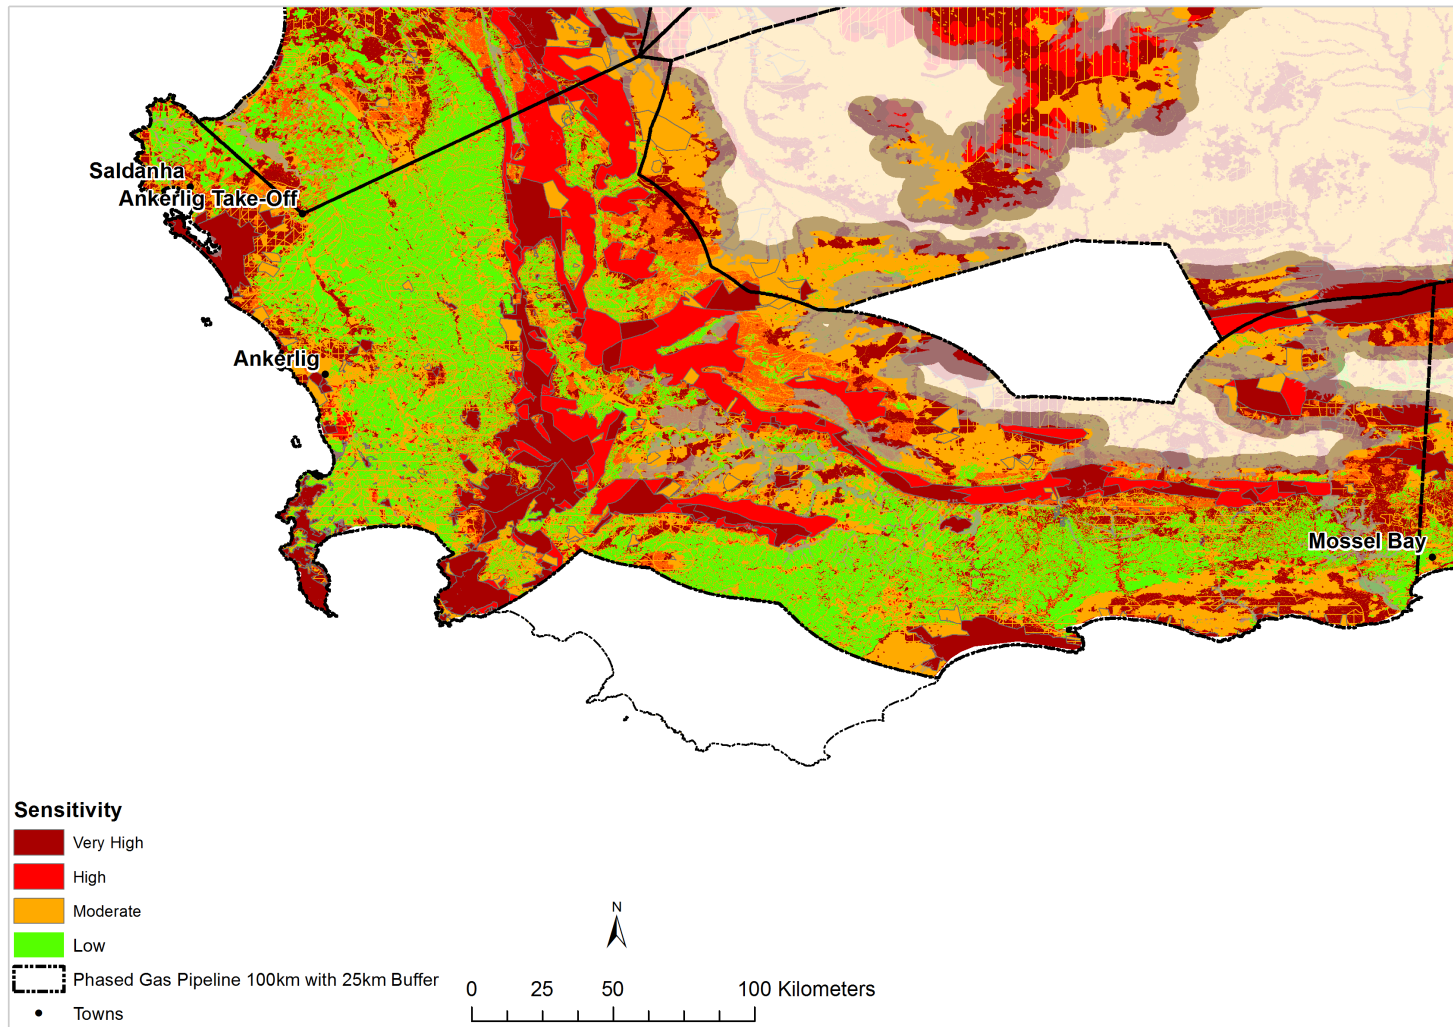 Saldanha
Ankerlig Take-Off
Ankerlig
Mossel Bay
Sensitivity
Very High
High
Moderate
Low
Phased Gas Pipeline 100km with 25km Buffer
Towns
N
0 25 50 100 Kilometers